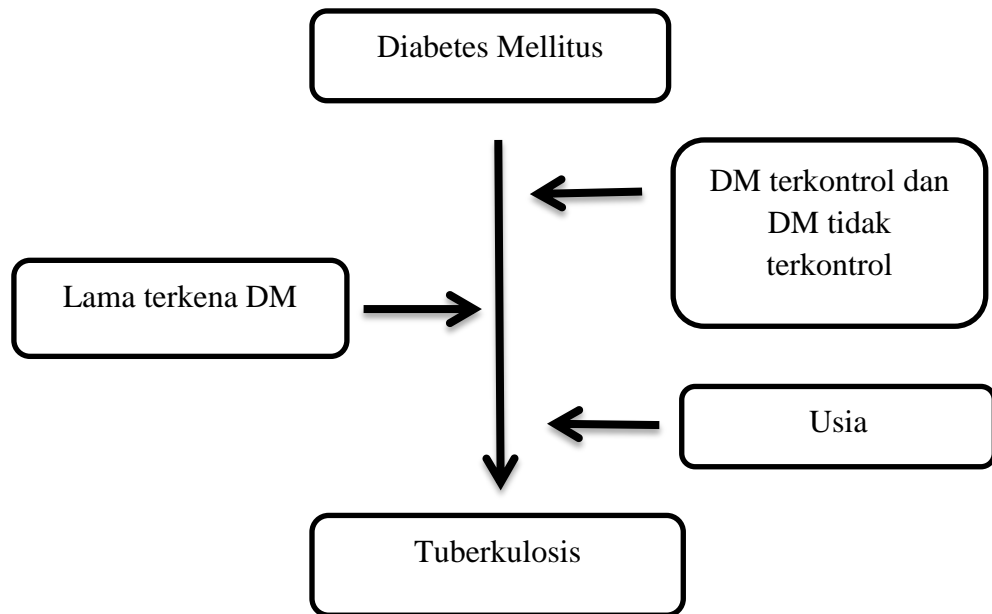 Diabetes Mellitus
DM terkontrol dan
DM tidak
terkontrol
Lama terkena DM
Usia
Tuberkulosis